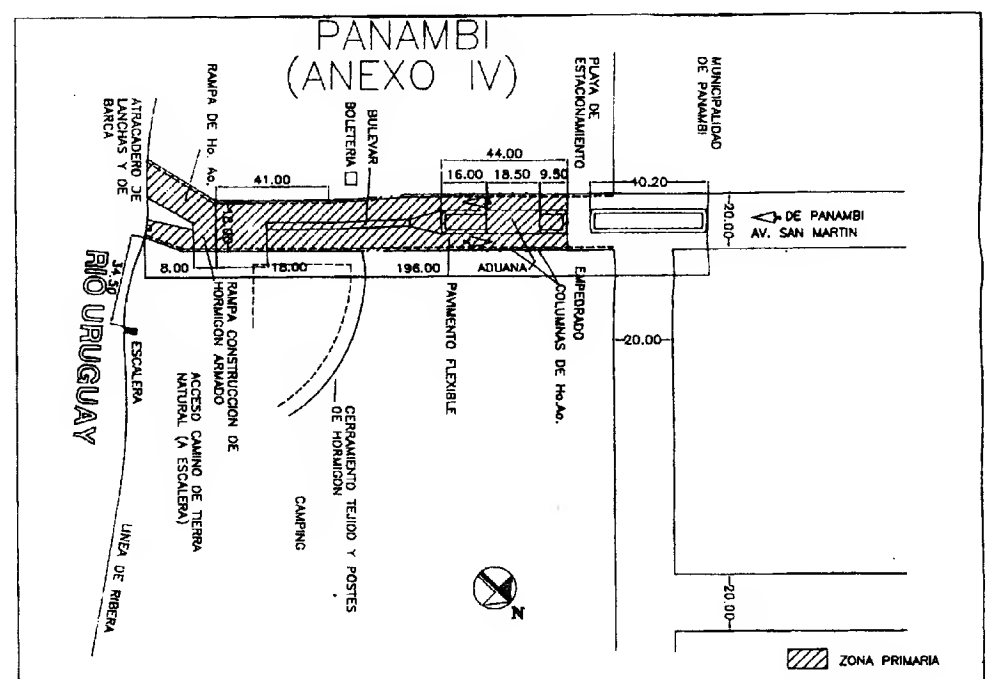 PANAMBI
(ANEXO IV)
MUNICIPALIDAD
DE PANAMBI
PLAYA DE
ESTACIONAMIENTO
BULEVAR
BOLETERIA
RAMPA DE Ho. Ao.
ATRACADERO DE
LANCHAS Y DE
BARCA
44.00
16.00
18.50
9.50
40.20
41.00
20.00
DE PANAMBI
AV. SAN MARTIN
8.00
18.00
196.00
ADUANA
EMPEDRADO
COLUMNAS DE Ho.Ao.
PAVIMENTO FLEXIBLE
RAMPA CONSTRUCCION DE
HORMIGON ARMADO
ACCESO CAMINO DE TIERRA
NATURAL (A ESCALERA)
34.50
RIO URUGUAY
ESCALERA
CERRAMIENTO TEJIDO Y POSTES
DE HORMIGON
CAMPING
LINEA DE RIBERA
20.00
20.00
N
ZONA PRIMARIA